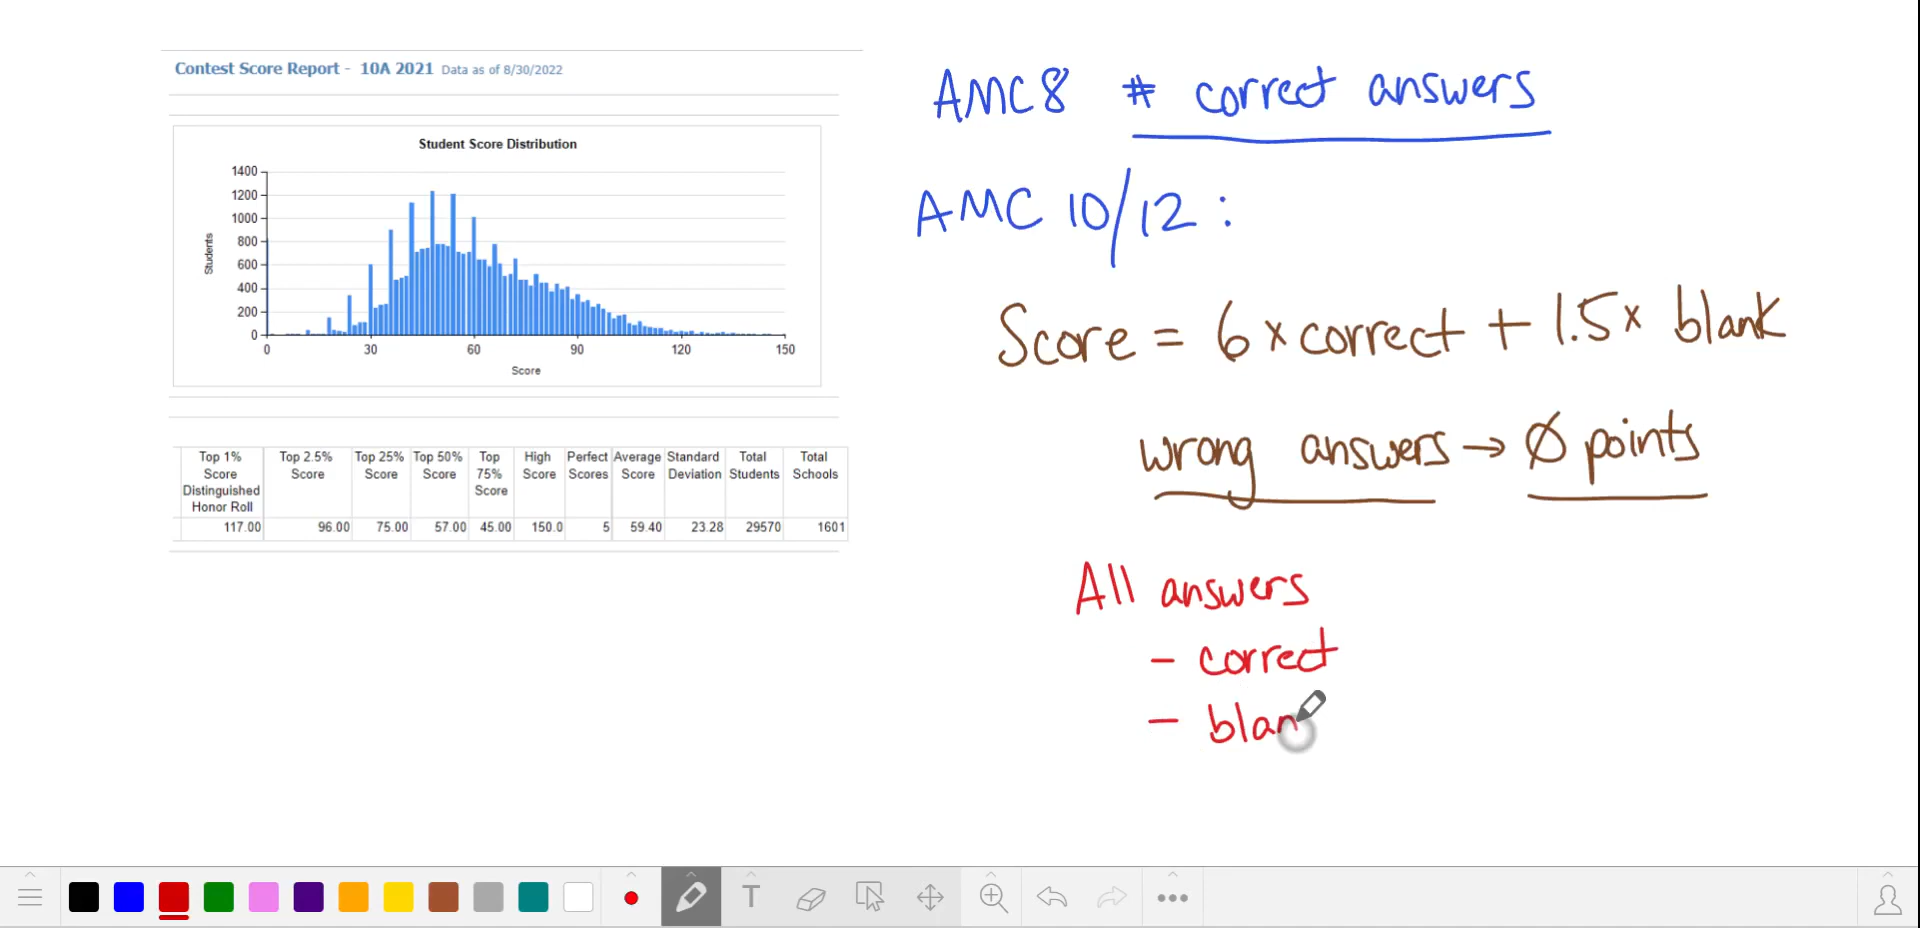 Contest Score Report - 10A 2021 Data as of 8/30/2022
Student Score Distribution
1400
1200
1000
800
600
400
200
0
Students
0 30 60 90 120 150
Score
Top 1% Score Distinguished Honor Roll
Top 2.5% Score
Top 25% Score
Top 50% Score
Top 75% Score
High Score
Perfect Scores
Average Score
Standard Deviation
Total Students
Total Schools
117.00 96.00 75.00 57.00 45.00 150.0 5 59.40 23.28 29570 1601
AMC8 # correct answers
AMC 10/12 :
Score = 6 × correct + 1.5 × blank
wrong answers → 0 points
All answers
- correct
- blan
T